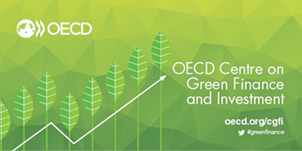 OECD
OECD Centre on
Green Finance
and Investment
oecd.org/cgfi
#greenfinance